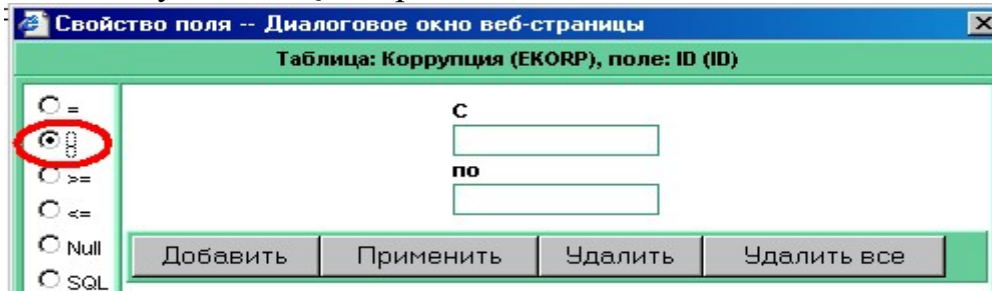 Свойство поля -- Диалоговое окно веб-страницы
Таблица: Коррупция (EKORP), поле: ID (ID)
=
С
[]
>=
по
<=
Null
SQL
Добавить Применить Удалить Удалить все